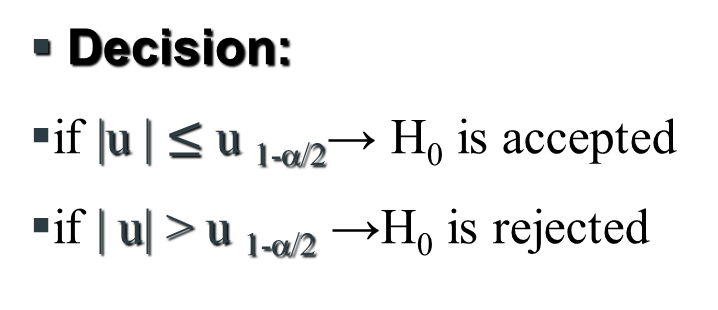 ▪ Decision:
▪if |u | ≤ u 1-α/2→ H0 is accepted
▪if | u| > u 1-α/2 →H0 is rejected